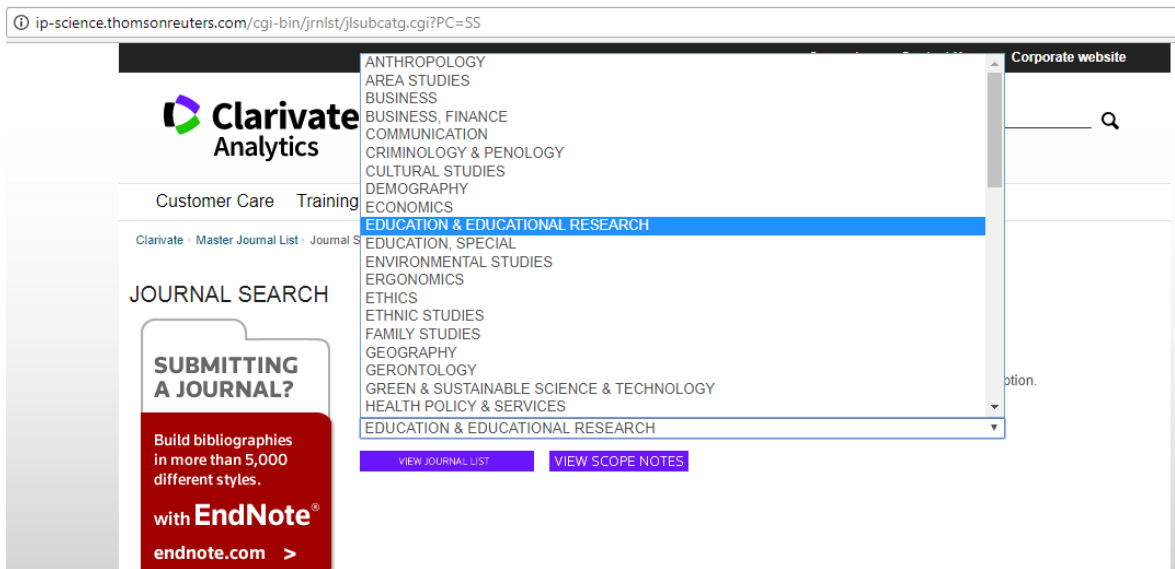 ip-science.thomsonreuters.com/cgi-bin/jrnlst/jlsubcatg.cgi?PC=SS
Corporate website
Clarivate
Analytics
Customer Care Training
Clarivate Master Journal List Journal S
JOURNAL SEARCH
SUBMITTING
A JOURNAL?
Build bibliographies
in more than 5,000
different styles.
with EndNote®
endnote.com >
ANTHROPOLOGY
AREA STUDIES
BUSINESS
BUSINESS, FINANCE
COMMUNICATION
CRIMINOLOGY & PENOLOGY
CULTURAL STUDIES
DEMOGRAPHY
ECONOMICS
EDUCATION & EDUCATIONAL RESEARCH
EDUCATION, SPECIAL
ENVIRONMENTAL STUDIES
ERGONOMICS
ETHICS
ETHNIC STUDIES
FAMILY STUDIES
GEOGRAPHY
GERONTOLOGY
GREEN & SUSTAINABLE SCIENCE & TECHNOLOGY
HEALTH POLICY & SERVICES
EDUCATION & EDUCATIONAL RESEARCH
ption.
VIEW JOURNAL LIST
VIEW SCOPE NOTES